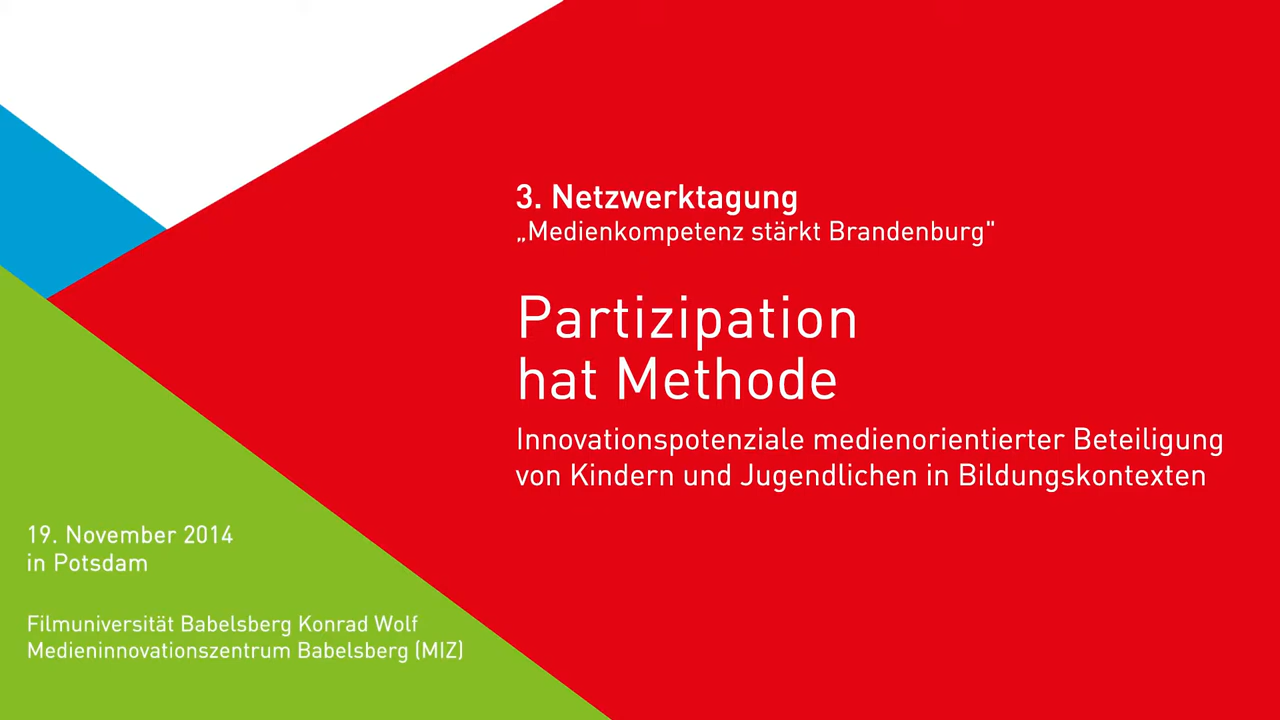 3. Netzwerktagung
„Medienkompetenz stärkt Brandenburg"
Partizipation
hat Methode
Innovationspotenziale medienorientierter Beteiligung
von Kindern und Jugendlichen in Bildungskontexten
19. November 2014
in Potsdam
Filmuniversität Babelsberg Konrad Wolf
Medieninnovationszentrum Babelsberg (MIZ)